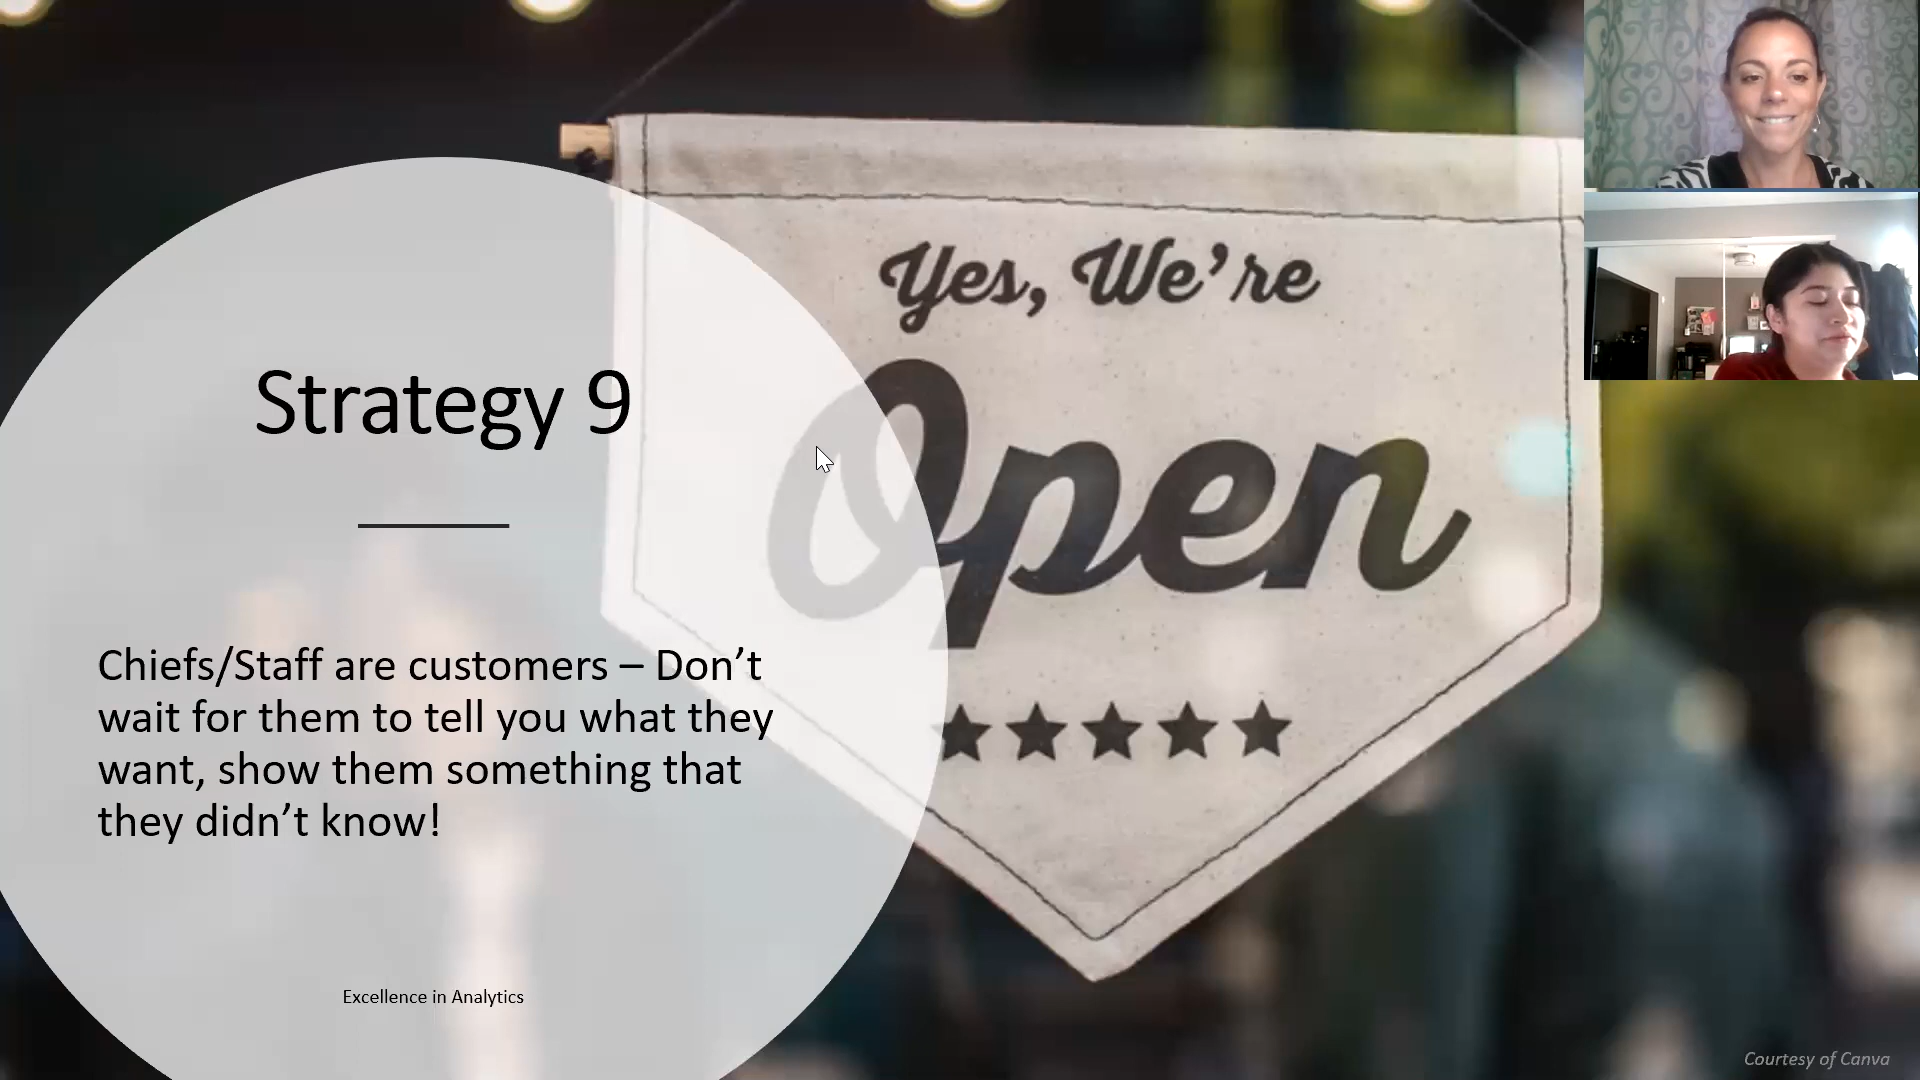 Yes, We're
Open
Strategy 9
Chiefs/Staff are customers – Don’t
wait for them to tell you what they
want, show them something that
they didn’t know!
Excellence in Analytics
Courtesy of Canva